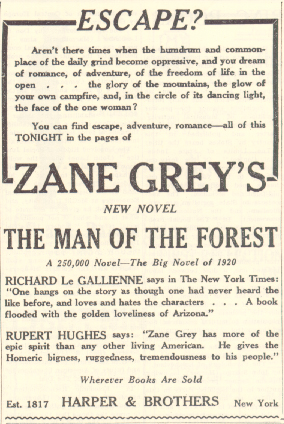 ESCAPE?
Aren't there times when the humdrum and common-
place of the daily grind become oppressive, and you dream
of romance, of adventure, of the freedom of life in the
open . . . the glory of the mountains, the glow of
your own campfire, and, in the circle of its dancing light,
the face of the one woman?
You can find escape, adventure, romance—all of this
TONIGHT in the pages of
ZANE GREY'S
NEW NOVEL
THE MAN OF THE FOREST
A 250,000 Novel—The Big Novel of 1920
RICHARD Le GALLIENNE says in The New York Times:
"One hangs on the story as though one had never heard the
like before, and loves and hates the characters . . . A book
flooded with the golden loveliness of Arizona."
RUPERT HUGHES says: "Zane Grey has more of the
epic spirit than any other living American. He gives the
Homeric bigness, ruggedness, tremendousness to his people."
Wherever Books Are Sold
Est. 1817 HARPER & BROTHERS New York